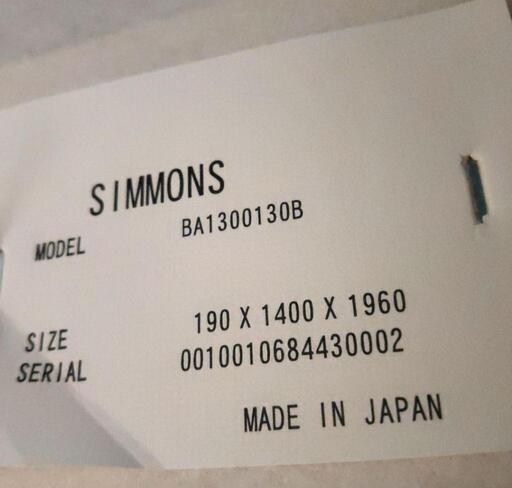 SIMMONS
MODEL BA1300130B
SIZE 190 X 1400 X 1960
SERIAL 0010010684430002
MADE IN JAPAN